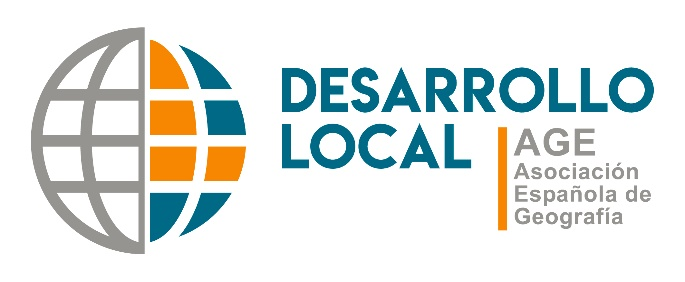 DESARROLLO
LOCAL
AGE
Asociación
Española de
Geografía